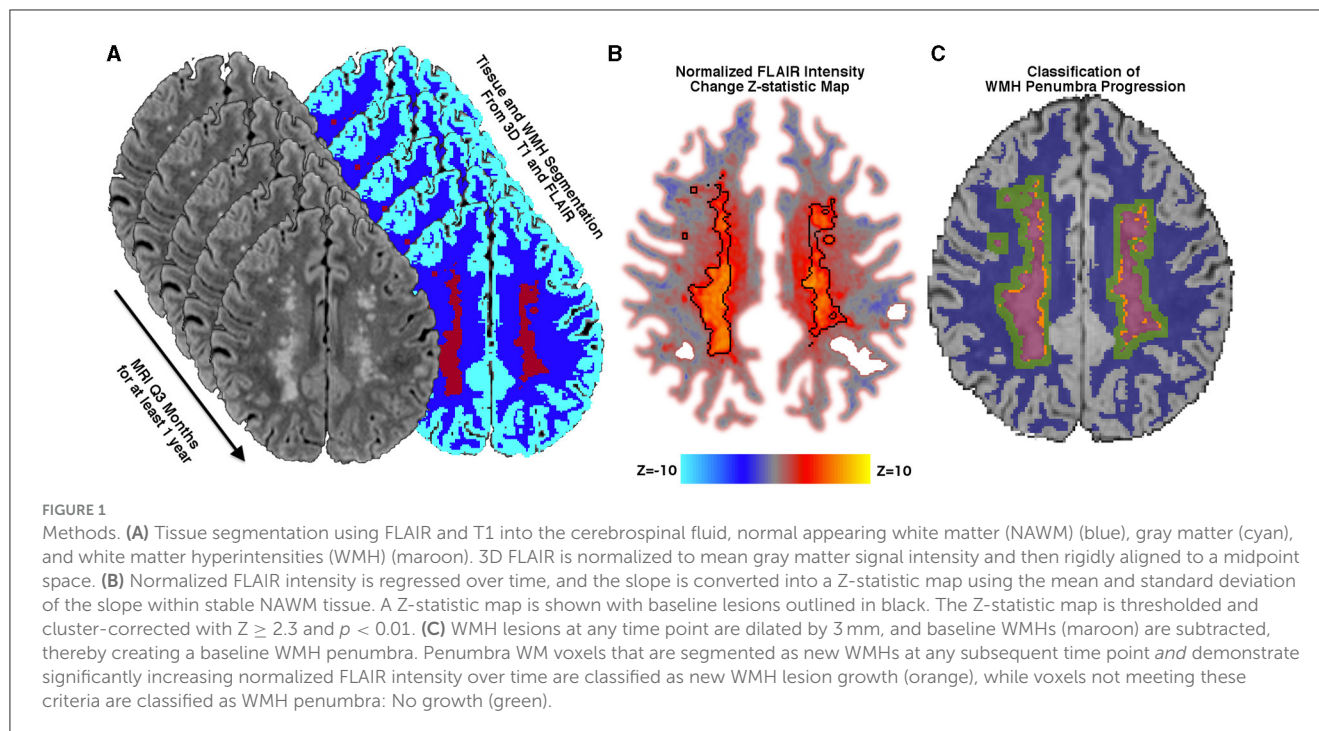 A
Tissue and WMH Segmentation
From 3D T1 and FLAIR
MRI Q3 Months
for at least 1 year
B
Normalized FLAIR Intensity
Change Z-statistic Map
Z=-10
Z=10
C
Classification of
WMH Penumbra Progression
FIGURE 1
Methods. (A) Tissue segmentation using FLAIR and T1 into the cerebrospinal fluid, normal appearing white matter (NAWM) (blue), gray matter (cyan),
and white matter hyperintensities (WMH) (maroon). 3D FLAIR is normalized to mean gray matter signal intensity and then rigidly aligned to a midpoint
space. (B) Normalized FLAIR intensity is regressed over time, and the slope is converted into a Z-statistic map using the mean and standard deviation
of the slope within stable NAWM tissue. A Z-statistic map is shown with baseline lesions outlined in black. The Z-statistic map is thresholded and
cluster-corrected with Z ≥ 2.3 and p < 0.01. (C) WMH lesions at any time point are dilated by 3 mm, and baseline WMHs (maroon) are subtracted,
thereby creating a baseline WMH penumbra. Penumbra WM voxels that are segmented as new WMHs at any subsequent time point and demonstrate
significantly increasing normalized FLAIR intensity over time are classified as new WMH lesion growth (orange), while voxels not meeting these
criteria are classified as WMH penumbra: No growth (green).